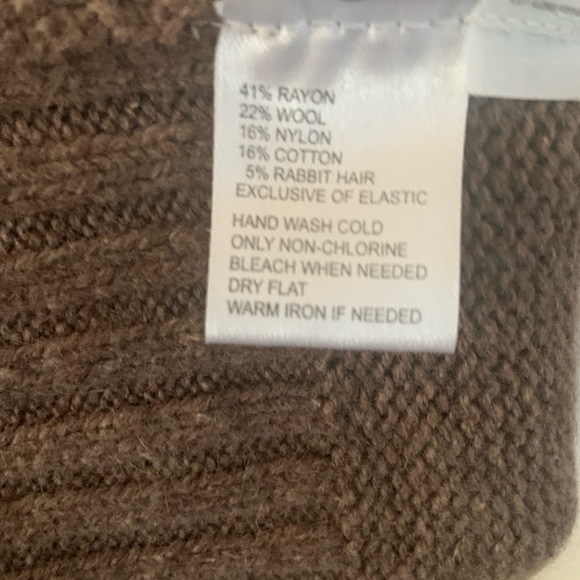 41% RAYON
22% WOOL
16% NYLON
16% COTTON
5% RABBIT HAIR
EXCLUSIVE OF ELASTIC
HAND WASH COLD
ONLY NON-CHLORINE
BLEACH WHEN NEEDED
DRY FLAT
WARM IRON IF NEEDED